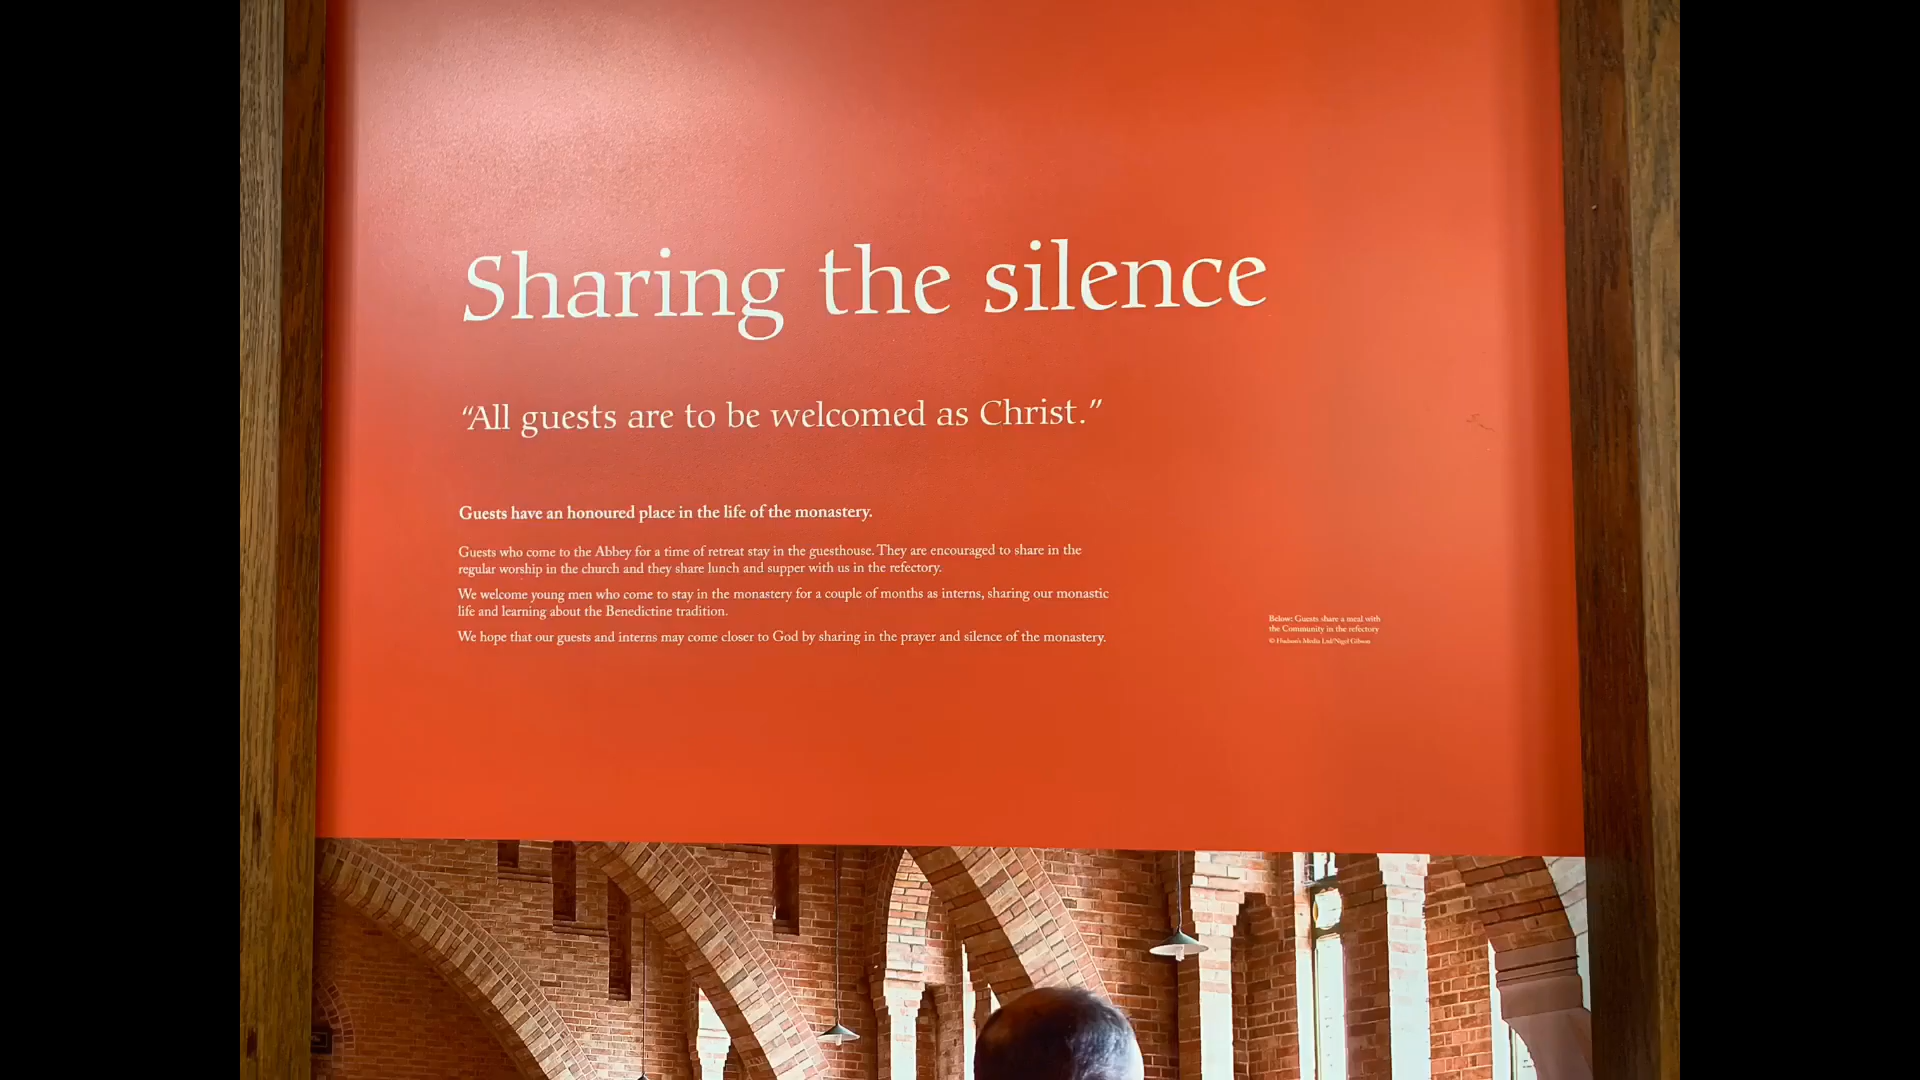 Sharing the silence
“All guests are to be welcomed as Christ.”
Guests have an honoured place in the life of the monastery.
Guests who come to the Abbey for a time of retreat stay in the guesthouse. They are encouraged to share in the
regular worship in the church and they share lunch and supper with us in the refectory.
We welcome young men who come to stay in the monastery for a couple of months as interns, sharing our monastic
life and learning about the Benedictine tradition.
We hope that our guests and interns may come closer to God by sharing in the prayer and silence of the monastery.
Below: Guests share a meal with
the Community in the refectory
© Hudson's Media Ltd/Nigel Gibson